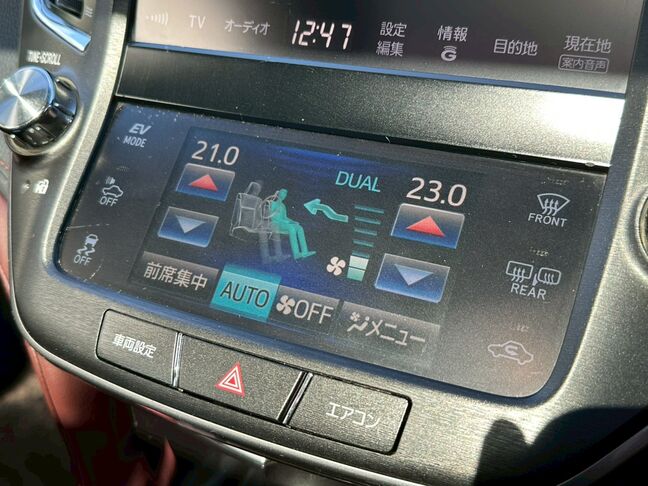 TV
オーディオ
12:47
設定
編集
情報
G
目的地
現在地
案内音声
TUNE•SCROLL
EV
MODE
21.0
DUAL
23.0
OFF
FRONT
OFF
REAR
前席集中
AUTO
OFF
メニュー
車両設定
エアコン